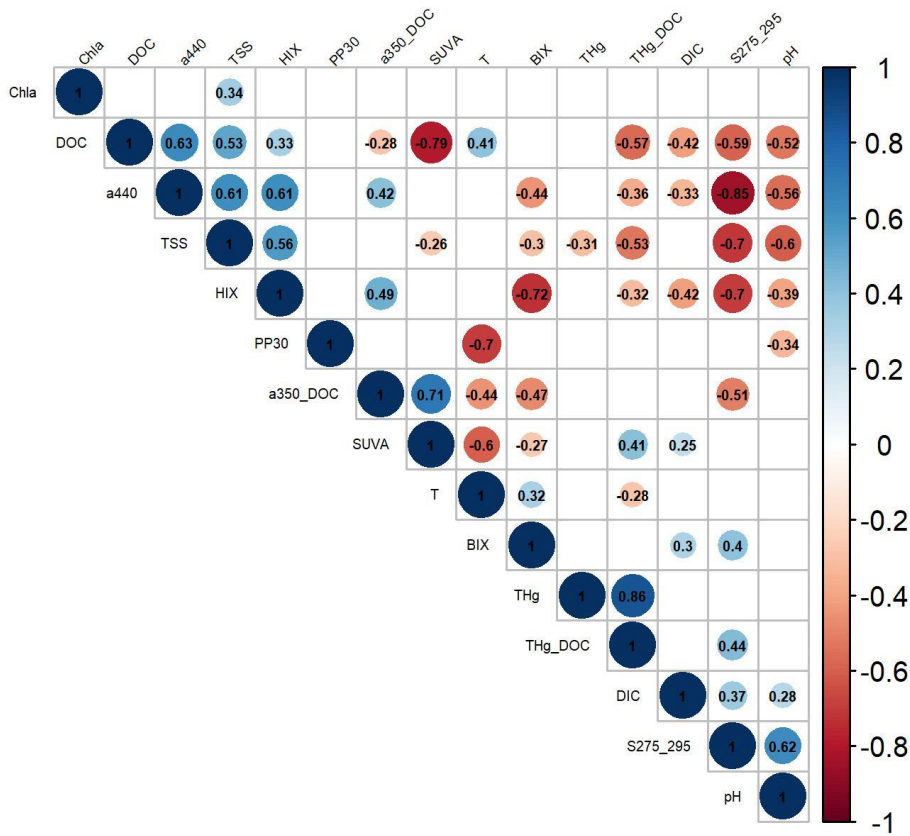 Chla DOC a440 TSS HIX PP30 a350_DOC SUVA T BIX THg THg_DOC DIC S275_295 pH
Chla 1 0.34
DOC 1 0.63 0.53 0.33 -0.28 -0.79 0.41 -0.57 -0.42 -0.59 -0.52
a440 1 0.61 0.61 0.42 -0.44 -0.36 -0.33 -0.85 -0.56
TSS 1 0.56 -0.26 -0.3 -0.31 -0.53 -0.7 -0.6
HIX 1 0.49 -0.72 -0.32 -0.42 -0.7 -0.39
PP30 1 -0.7 -0.34
a350_DOC 1 0.71 -0.44 -0.47 -0.51
SUVA 1 -0.6 -0.27 0.41 0.25
T 1 0.32 -0.28
BIX 1 0.3 0.4
THg 1 0.86
THg_DOC 1 0.44
DIC 1 0.37 0.28
S275_295 1 0.62
pH 1
1
0.8
0.6
0.4
0.2
0
-0.2
-0.4
-0.6
-0.8
-1